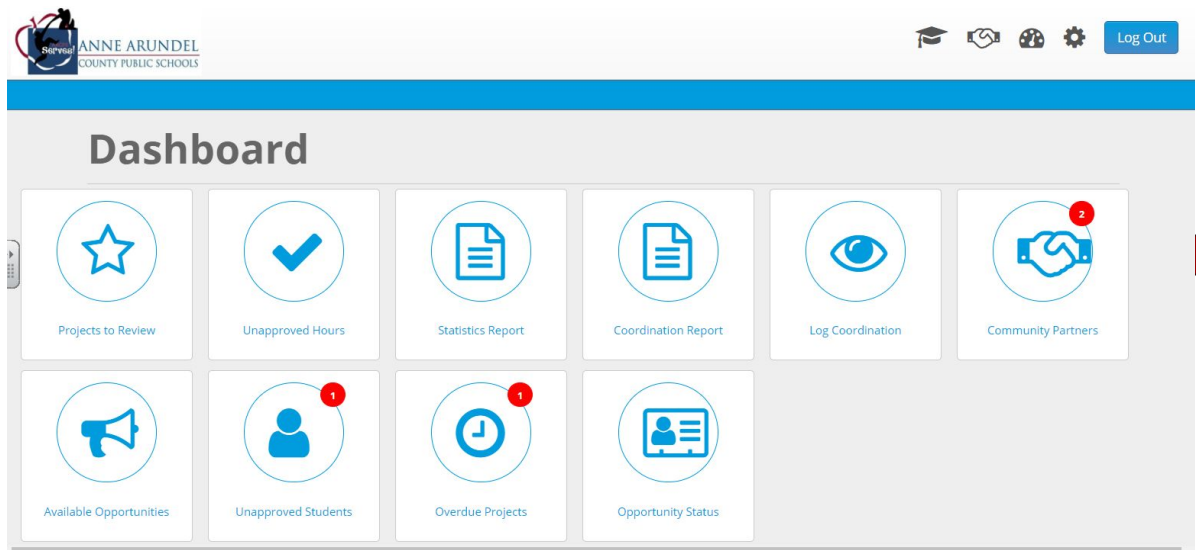 Serves!
ANNE ARUNDEL
COUNTY PUBLIC SCHOOLS
Log Out
Dashboard
2
Projects to Review
Unapproved Hours
Statistics Report
Coordination Report
Log Coordination
Community Partners
1
1
Available Opportunities
Unapproved Students
Overdue Projects
Opportunity Status